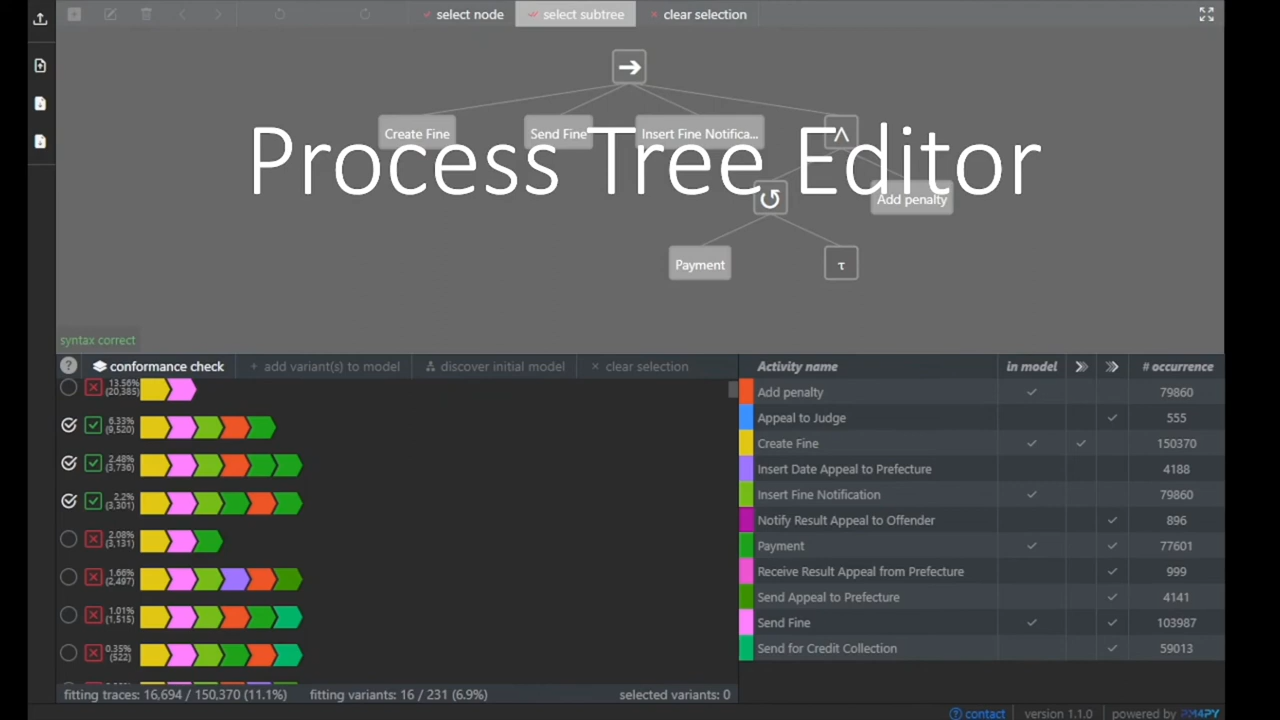 select node select subtree clear selection
Create Fine Send Fine Insert Fine Notifica... ^
Process Tree Editor
Add penalty
Payment τ
syntax correct
? conformance check + add variant(s) to model discover initial model × clear selection
Activity name in model # occurrence
13.56%
(20,385)
6.33%
(9,520)
2.48%
(3,736)
2.2%
(3,301)
2.08%
(3,131)
1.66%
(2,497)
1.01%
(1,515)
0.35%
(522)
Add penalty 79860
Appeal to Judge 555
Create Fine 150370
Insert Date Appeal to Prefecture 4188
Insert Fine Notification 79860
Notify Result Appeal to Offender 896
Payment 77601
Receive Result Appeal from Prefecture 999
Send Appeal to Prefecture 4141
Send Fine 103987
Send for Credit Collection 59013
fitting traces: 16,694 / 150,370 (11.1%) fitting variants: 16 / 231 (6.9%) selected variants: 0
contact version 1.1.0 powered by PM4PY